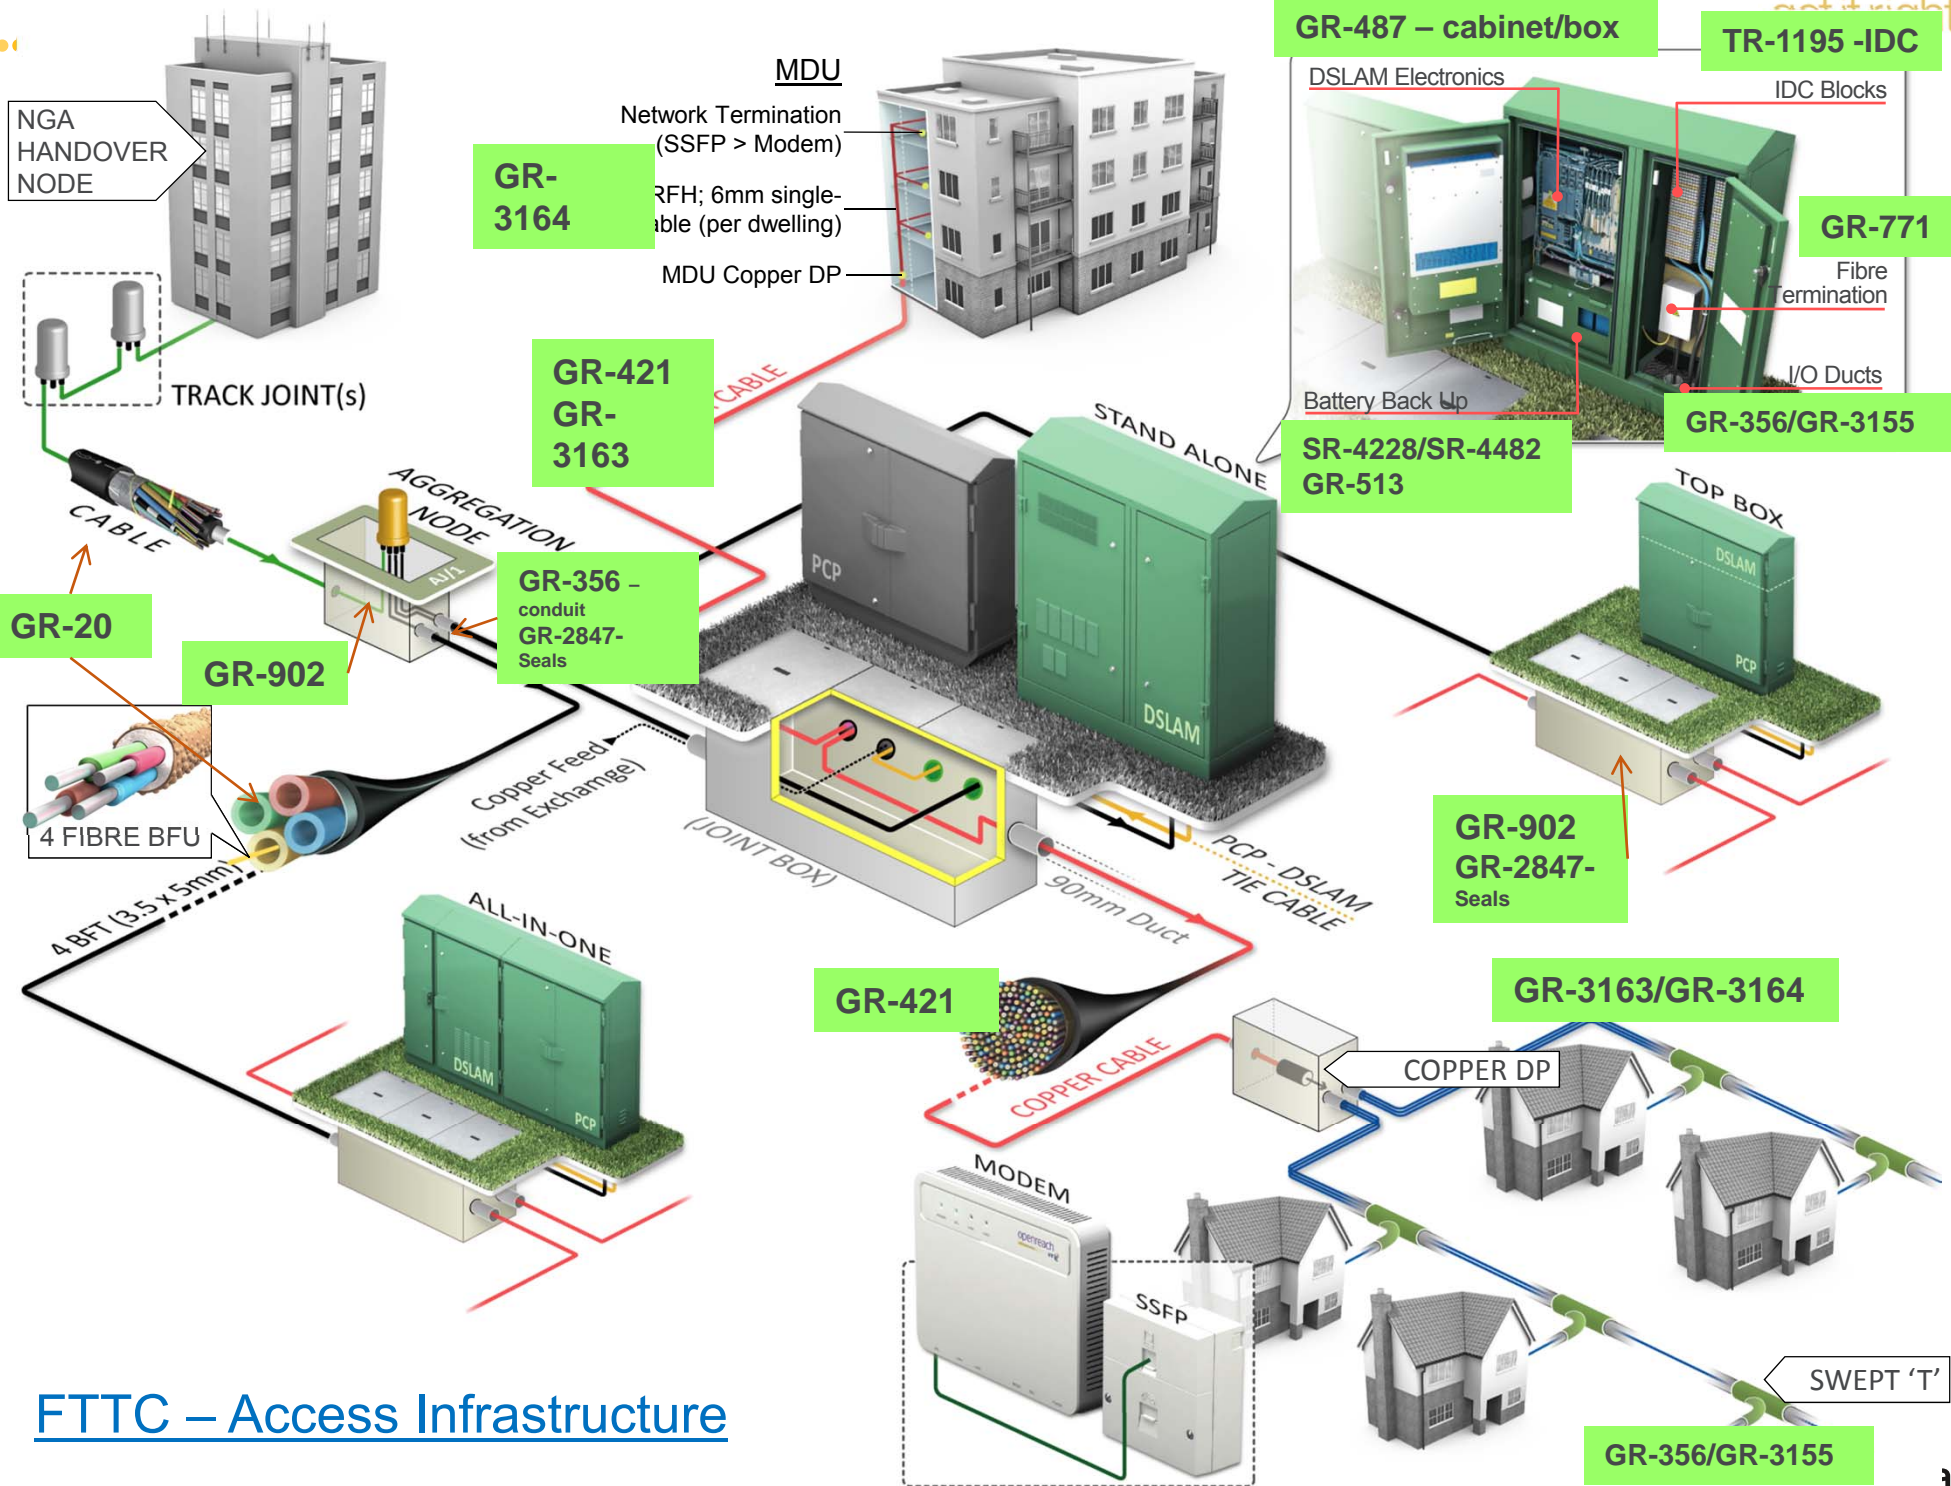 GR-487 – cabinet/box
TR-1195 -IDC
DSLAM Electronics
IDC Blocks
GR-771
Fibre
Termination
I/O Ducts
GR-356/GR-3155
Battery Back Up
SR-4228/SR-4482
GR-513
NGA
HANDOVER
NODE
MDU
Network Termination
(SSFP > Modem)
GR-
3164
RFH; 6mm single-
able (per dwelling)
MDU Copper DP
TRACK JOINT(s)
GR-421
GR-
3163
CABLE
STAND ALONE
TOP BOX
DSLAM
PCP
CABLE
AGGREGATION
NODE
AJ/1
PCP
DSLAM
GR-20
GR-902
GR-356 –
conduit
GR-2847-
Seals
4 FIBRE BFU
4 BFT (3.5 x 5mm)
Copper Feed
(from Exchamge)
(JOINT BOX)
90mm Duct
PCP - DSLAM
TIE CABLE
GR-902
GR-2847-
Seals
ALL-IN-ONE
DSLAM
PCP
GR-421
COPPER CABLE
GR-3163/GR-3164
COPPER DP
MODEM
openreach
SSFP
SWEPT ‘T’
GR-356/GR-3155
FTTC – Access Infrastructure